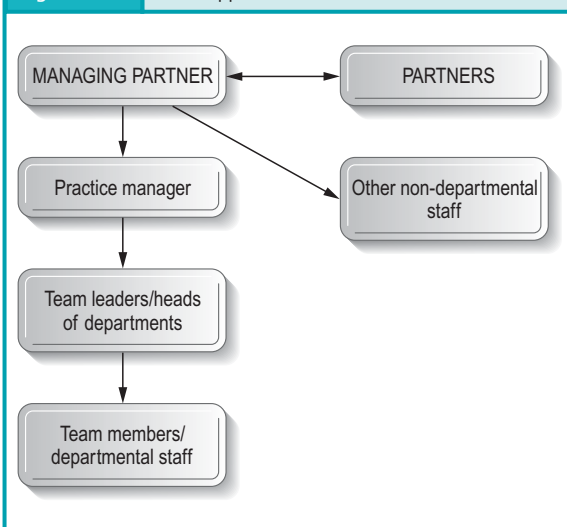 MANAGING PARTNER
PARTNERS
Practice manager
Other non-departmental
staff
Team leaders/heads
of departments
Team members/
departmental staff